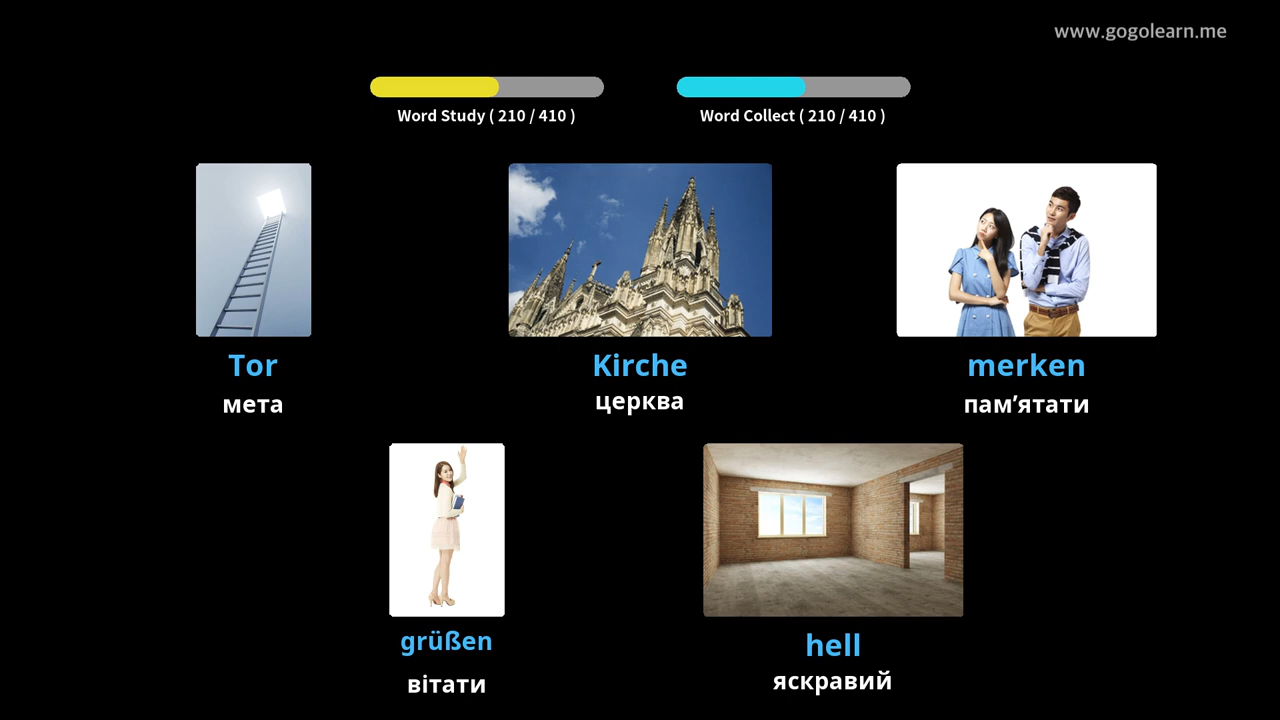 www.gogolearn.me
Word Study ( 210 / 410 )
Word Collect ( 210 / 410 )
Tor
мета
Kirche
церква
merken
пам’ятати
grüßen
вітати
hell
яскравий